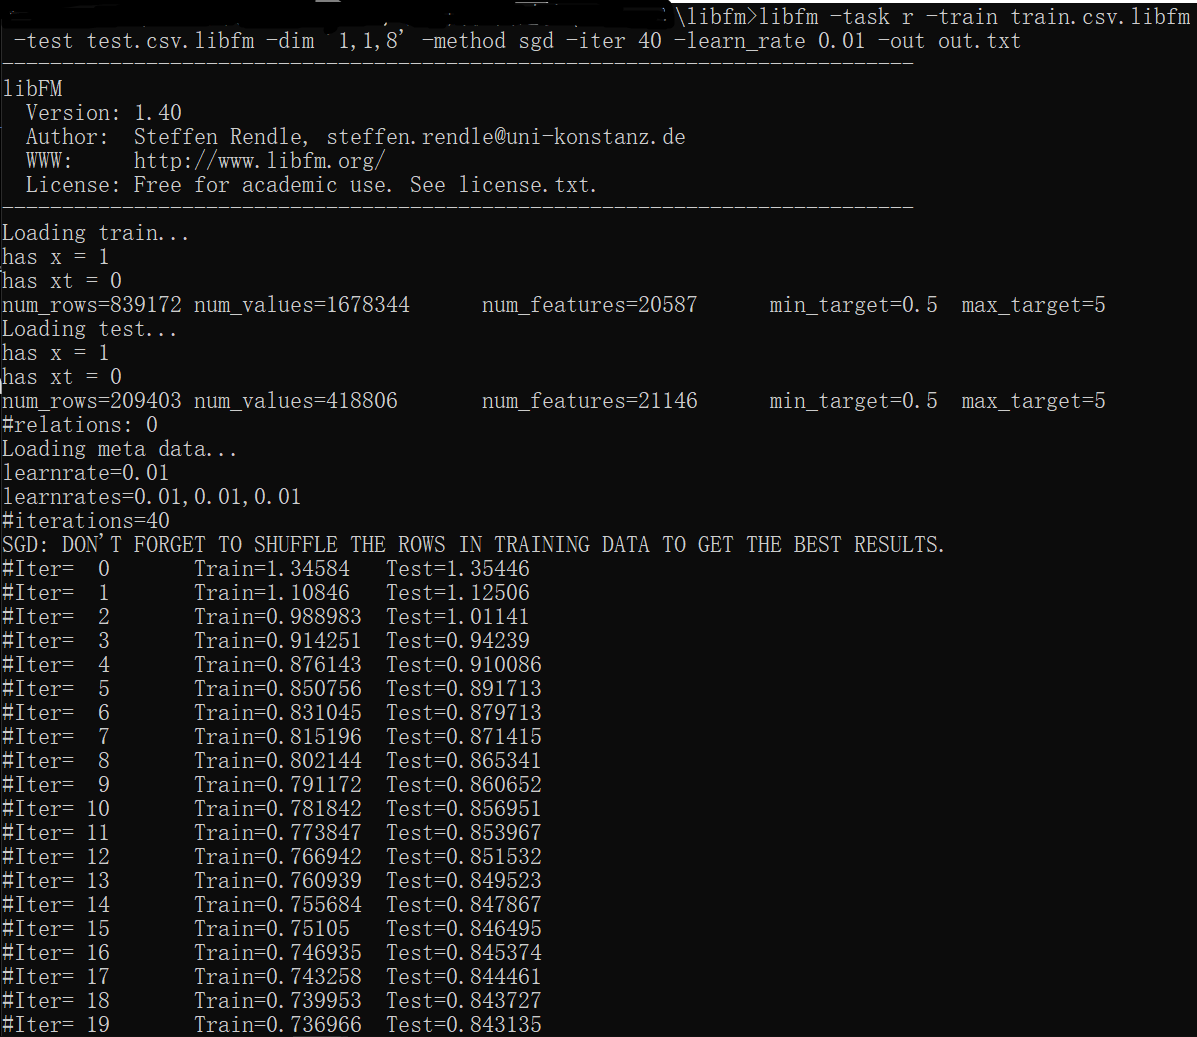 \libfm>libfm -task r -train train.csv.libfm
-test test.csv.libfm -dim '1,1,8' -method sgd -iter 40 -learn_rate 0.01 -out out.txt
----------------------------------------------------------------------------
libFM
Version: 1.40
Author: Steffen Rendle, steffen.rendle@uni-konstanz.de
WWW: http://www.libfm.org/
License: Free for academic use. See license.txt.
----------------------------------------------------------------------------
Loading train...
has x = 1
has xt = 0
num_rows=839172 num_values=1678344 num_features=20587 min_target=0.5 max_target=5
Loading test...
has x = 1
has xt = 0
num_rows=209403 num_values=418806 num_features=21146 min_target=0.5 max_target=5
#relations: 0
Loading meta data...
learnrate=0.01
learnrates=0.01,0.01,0.01
#iterations=40
SGD: DON'T FORGET TO SHUFFLE THE ROWS IN TRAINING DATA TO GET THE BEST RESULTS.
#Iter= 0 Train=1.34584 Test=1.35446
#Iter= 1 Train=1.10846 Test=1.12506
#Iter= 2 Train=0.988983 Test=1.01141
#Iter= 3 Train=0.914251 Test=0.94239
#Iter= 4 Train=0.876143 Test=0.910086
#Iter= 5 Train=0.850756 Test=0.891713
#Iter= 6 Train=0.831045 Test=0.879713
#Iter= 7 Train=0.815196 Test=0.871415
#Iter= 8 Train=0.802144 Test=0.865341
#Iter= 9 Train=0.791172 Test=0.860652
#Iter= 10 Train=0.781842 Test=0.856951
#Iter= 11 Train=0.773847 Test=0.853967
#Iter= 12 Train=0.766942 Test=0.851532
#Iter= 13 Train=0.760939 Test=0.849523
#Iter= 14 Train=0.755684 Test=0.847867
#Iter= 15 Train=0.75105 Test=0.846495
#Iter= 16 Train=0.746935 Test=0.845374
#Iter= 17 Train=0.743258 Test=0.844461
#Iter= 18 Train=0.739953 Test=0.843727
#Iter= 19 Train=0.736966 Test=0.843135